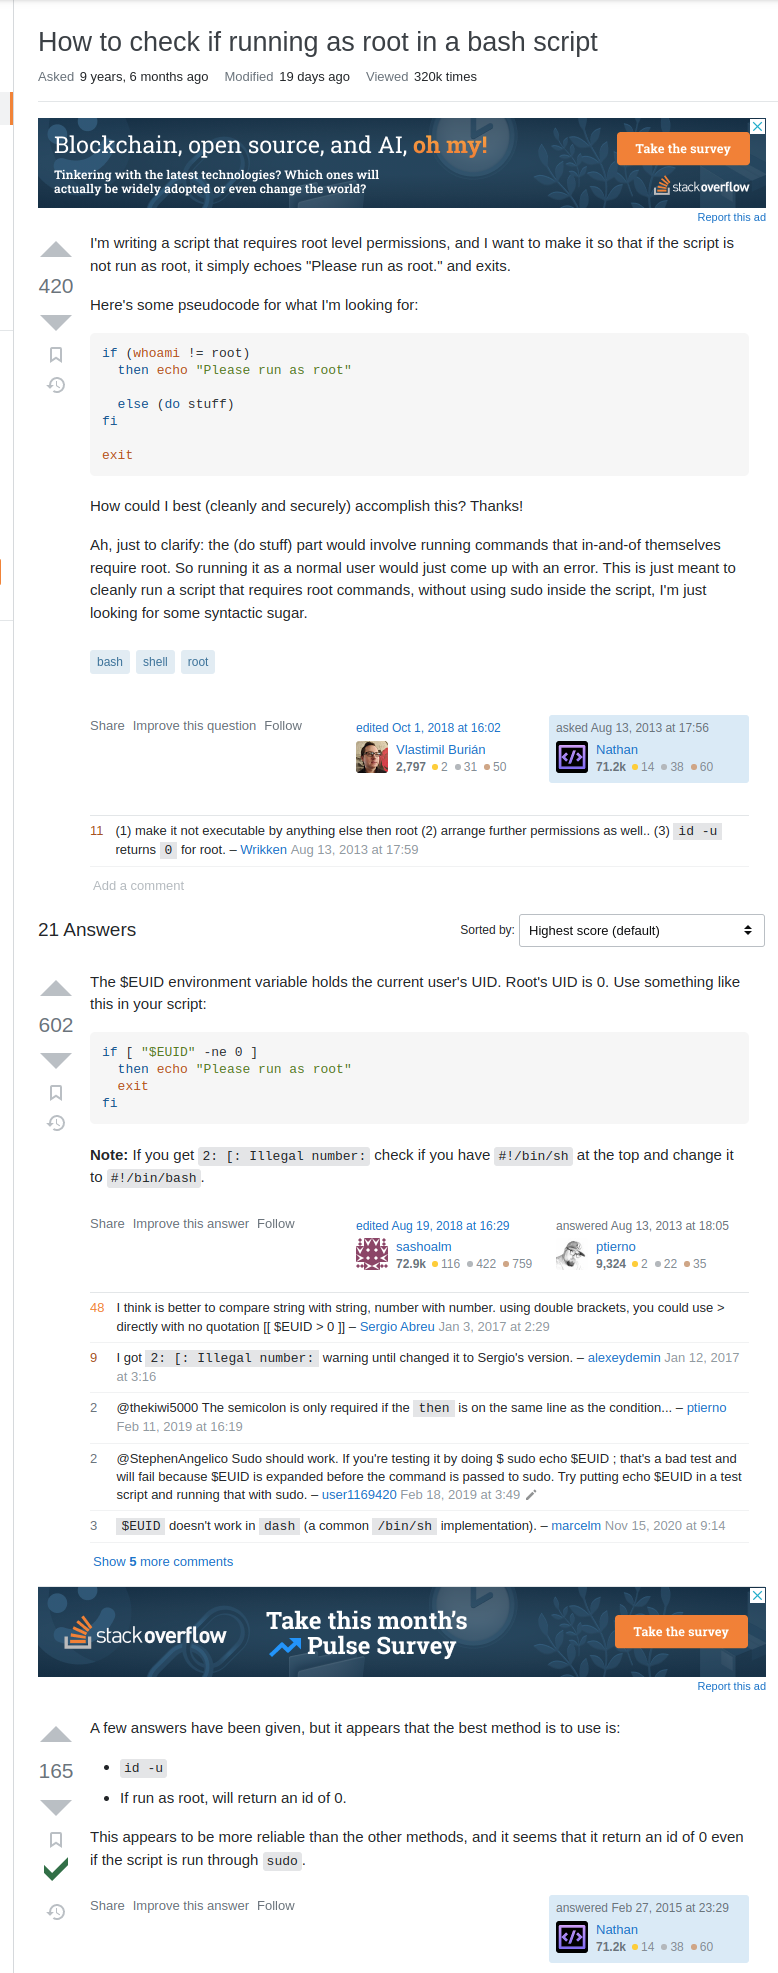 How to check if running as root in a bash script
Asked 9 years, 6 months ago Modified 19 days ago Viewed 320k times
Blockchain, open source, and AI, oh my!
Tinkering with the latest technologies? Which ones will
actually be widely adopted or even change the world?
Take the survey
stackoverflow
Report this ad
420
I'm writing a script that requires root level permissions, and I want to make it so that if the script is
not run as root, it simply echoes "Please run as root." and exits.
Here's some pseudocode for what I'm looking for:
if (whoami != root)
  then echo "Please run as root"

  else (do stuff)
fi

exit
How could I best (cleanly and securely) accomplish this? Thanks!
Ah, just to clarify: the (do stuff) part would involve running commands that in-and-of themselves
require root. So running it as a normal user would just come up with an error. This is just meant to
cleanly run a script that requires root commands, without using sudo inside the script, I'm just
looking for some syntactic sugar.
bash shell root
Share Improve this question Follow
edited Oct 1, 2018 at 16:02
Vlastimil Burián
2,797 2 31 50
asked Aug 13, 2013 at 17:56
Nathan
71.2k 14 38 60
11 (1) make it not executable by anything else then root (2) arrange further permissions as well.. (3) id -u
returns 0 for root. – Wrikken Aug 13, 2013 at 17:59
Add a comment
21 Answers
Sorted by: Highest score (default)
602
The $EUID environment variable holds the current user's UID. Root's UID is 0. Use something like
this in your script:
if [ "$EUID" -ne 0 ]
  then echo "Please run as root"
  exit
fi
Note: If you get 2: [: Illegal number: check if you have #!/bin/sh at the top and change it
to #!/bin/bash.
Share Improve this answer Follow
edited Aug 19, 2018 at 16:29
sashoalm
72.9k 116 422 759
answered Aug 13, 2013 at 18:05
ptierno
9,324 2 22 35
48 I think is better to compare string with string, number with number. using double brackets, you could use >
directly with no quotation [[ $EUID > 0 ]] – Sergio Abreu Jan 3, 2017 at 2:29
9 I got 2: [: Illegal number: warning until changed it to Sergio's version. – alexeydemin Jan 12, 2017
at 3:16
2 @thekiwi5000 The semicolon is only required if the then is on the same line as the condition... – ptierno
Feb 11, 2019 at 16:19
2 @StephenAngelico Sudo should work. If you're testing it by doing $ sudo echo $EUID ; that's a bad test and
will fail because $EUID is expanded before the command is passed to sudo. Try putting echo $EUID in a test
script and running that with sudo. – user1169420 Feb 18, 2019 at 3:49
3 $EUID doesn't work in dash (a common /bin/sh implementation). – marcelm Nov 15, 2020 at 9:14
Show 5 more comments
stackoverflow
Take this month's
Pulse Survey
Take the survey
Report this ad
165
A few answers have been given, but it appears that the best method is to use is:
• id -u
• If run as root, will return an id of 0.
This appears to be more reliable than the other methods, and it seems that it return an id of 0 even
if the script is run through sudo.
Share Improve this answer Follow
answered Feb 27, 2015 at 23:29
Nathan
71.2k 14 38 60